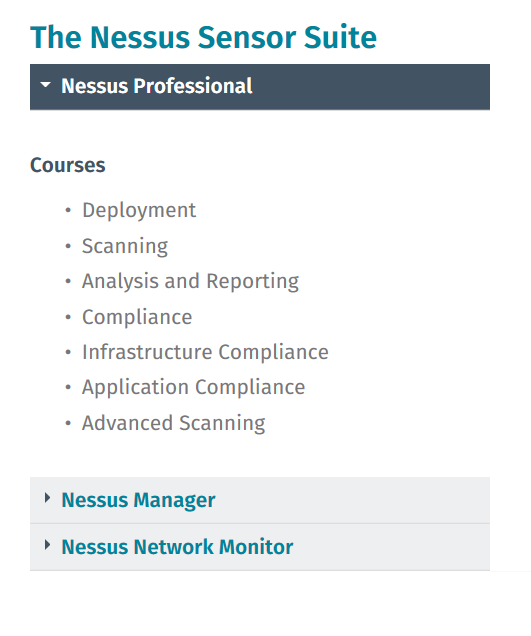 The Nessus Sensor Suite
Nessus Professional
Courses
• Deployment
• Scanning
• Analysis and Reporting
• Compliance
• Infrastructure Compliance
• Application Compliance
• Advanced Scanning
Nessus Manager
Nessus Network Monitor